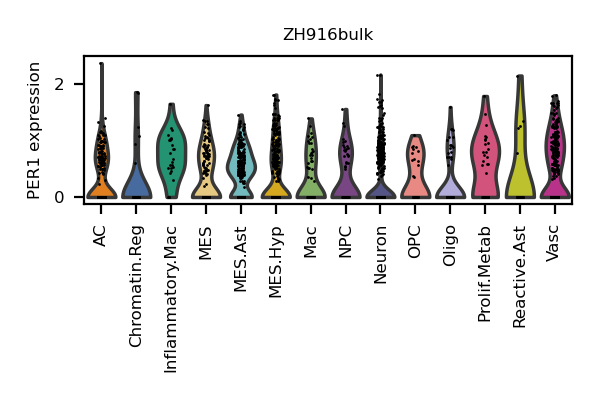 ZH916bulk
PER1 expression
2
0
AC
Chromatin.Reg
Inflammatory.Mac
MES
MES.Ast
MES.Hyp
Mac
NPC
Neuron
OPC
Oligo
Prolif.Metab
Reactive.Ast
Vasc